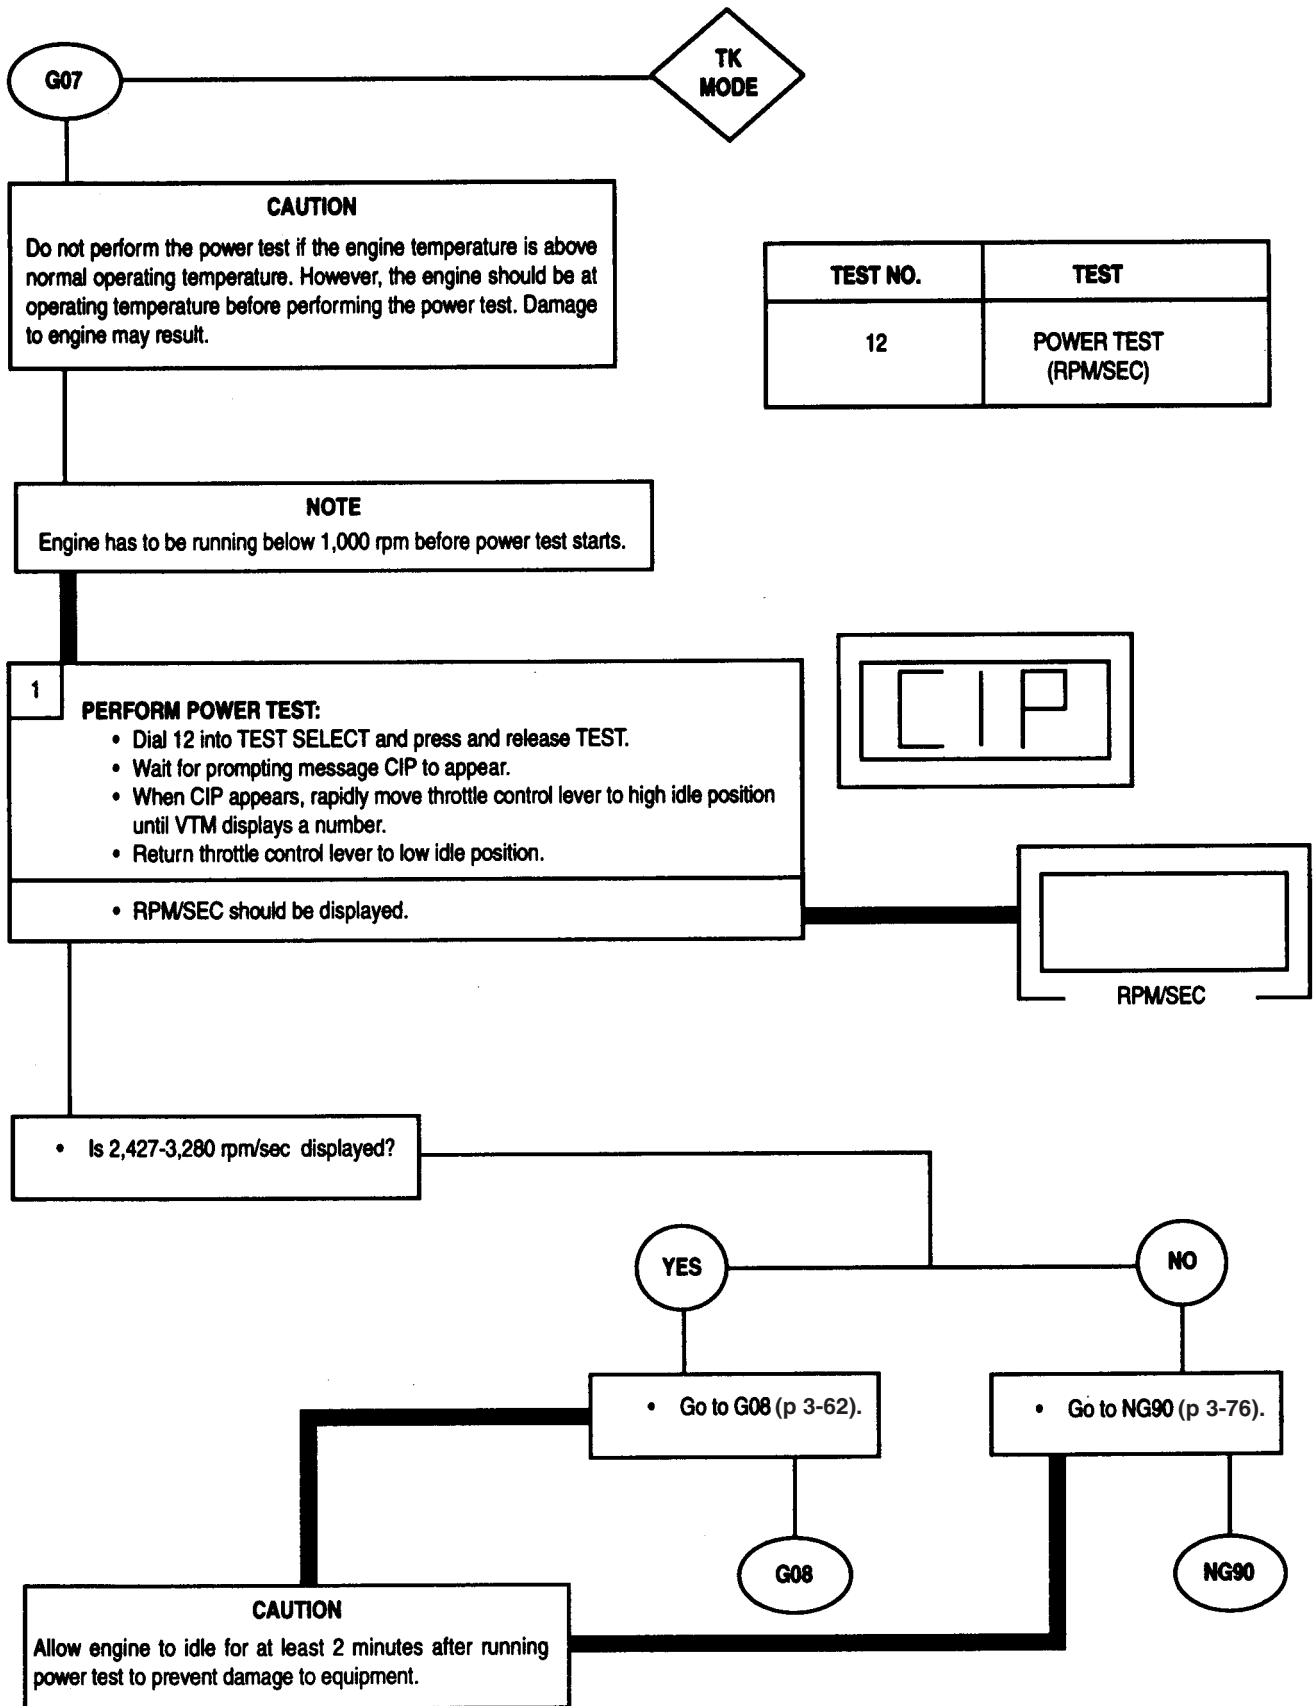 G07
TK
MODE
CAUTION
Do not perform the power test if the engine temperature is above
normal operating temperature. However, the engine should be at
operating temperature before performing the power test. Damage
to engine may result.
TEST NO.
TEST
12
POWER TEST
(RPM/SEC)
NOTE
Engine has to be running below 1,000 rpm before power test starts.
1
PERFORM POWER TEST:
• Dial 12 into TEST SELECT and press and release TEST.
• Wait for prompting message CIP to appear.
• When CIP appears, rapidly move throttle control lever to high idle position
until VTM displays a number.
• Return throttle control lever to low idle position.
• RPM/SEC should be displayed.
CIP
RPM/SEC
• Is 2,427-3,280 rpm/sec displayed?
YES
NO
• Go to G08 (p 3-62).
• Go to NG90 (p 3-76).
G08
NG90
CAUTION
Allow engine to idle for at least 2 minutes after running
power test to prevent damage to equipment.